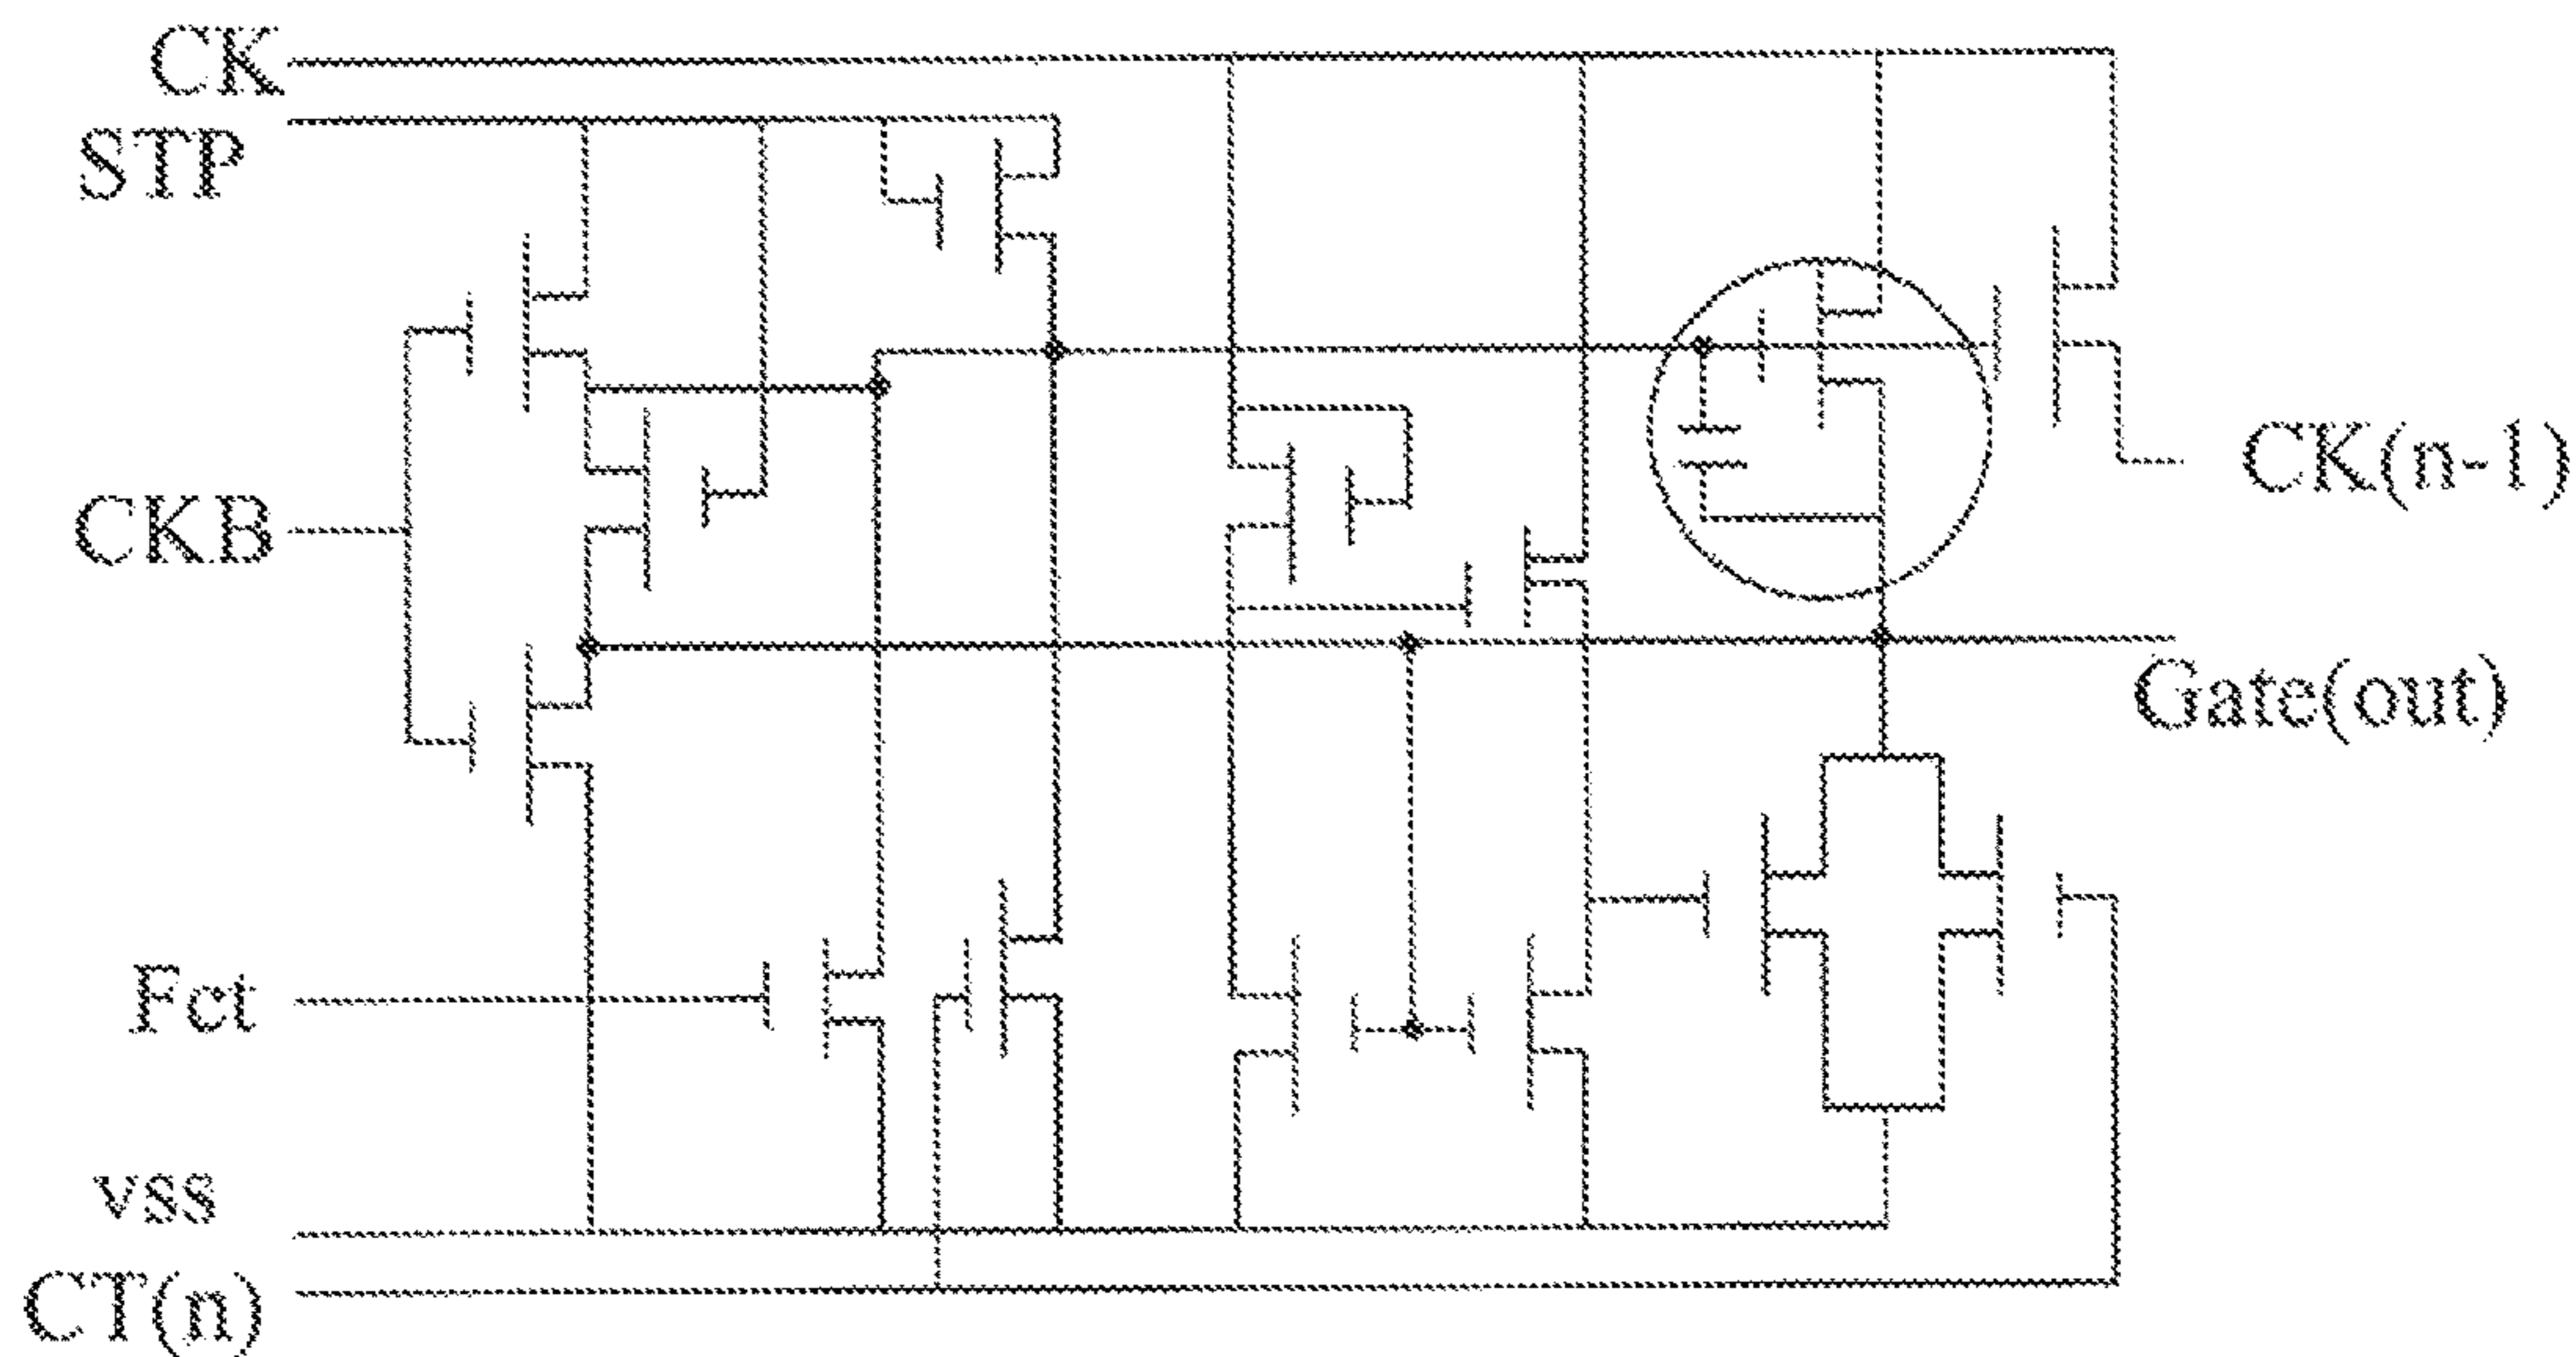 CK
STP
CKB
CK(n-1)
Gate(out)
Fct
vss
CT(n)